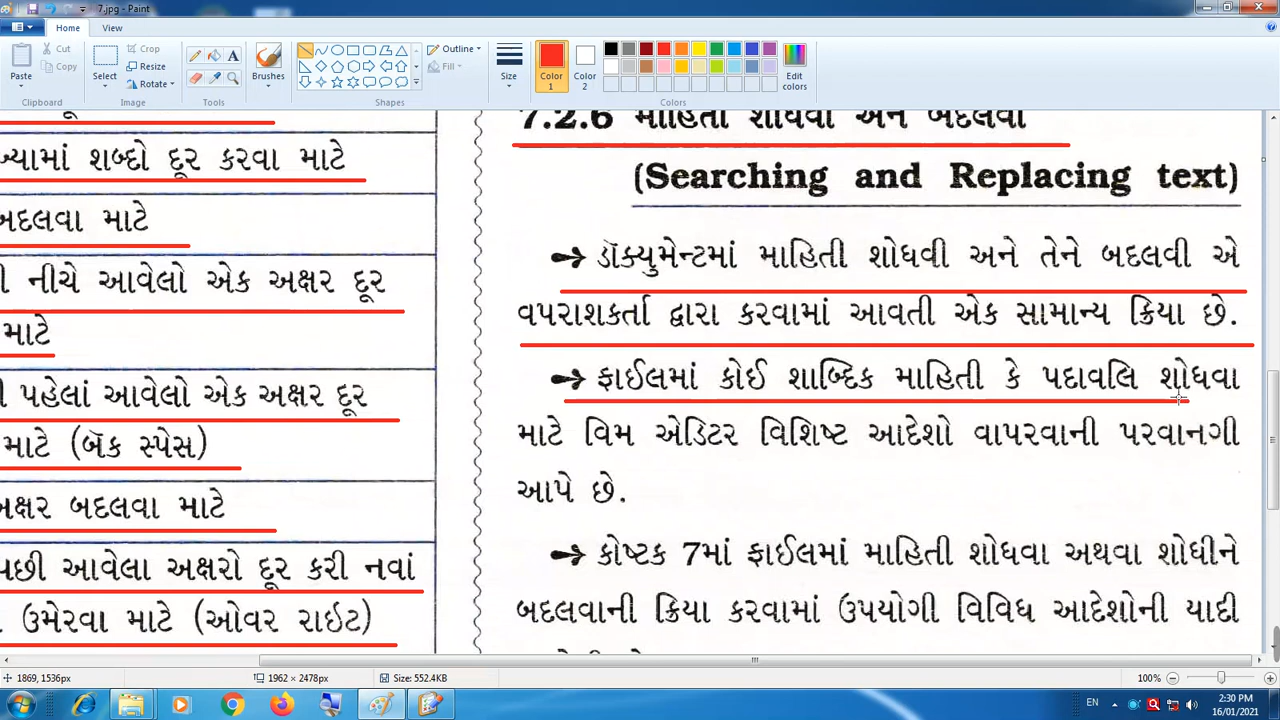 7.jpg - Paint
Home
View
Paste
Cut
Copy
Clipboard
Select
Crop
Resize
Rotate
Image
Tools
Brushes
Outline
Fill
Shapes
Size
Color
1
Color
2
Edit
colors
Colors
ખ્યામાં શબ્દો દૂર કરવા માટે
બદલવા માટે
ી નીચે આવેલો એક અક્ષર દૂર
માટે
ી પહેલાં આવેલો એક અક્ષર દૂર
માટે (બૅક સ્પેસ)
અક્ષર બદલવા માટે
પછી આવેલા અક્ષરો દૂર કરી નવાં
ઉમેરવા માટે (ઓવર રાઇટ)
7.2.6 માહિતી શોધવી અને બદલવી
(Searching and Replacing text)
➛ ડૉક્યુમેન્ટમાં માહિતી શોધવી અને તેને બદલવી એ
વપરાશકર્તા દ્વારા કરવામાં આવતી એક સામાન્ય ક્રિયા છે.
➛ ફાઈલમાં કોઈ શાબ્દિક માહિતી કે પદાવલિ શોધવા
માટે વિમ એડિટર વિશિષ્ટ આદેશો વાપરવાની પરવાનગી
આપે છે.
➛ કોષ્ટક 7માં ફાઈલમાં માહિતી શોધવા અથવા શોધીને
બદલવાની ક્રિયા કરવામાં ઉપયોગી વિવિધ આદેશોની યાદી
1869, 1536px
1962 × 2478px
Size: 552.4KB
100%
EN
2:30 PM
16/01/2021